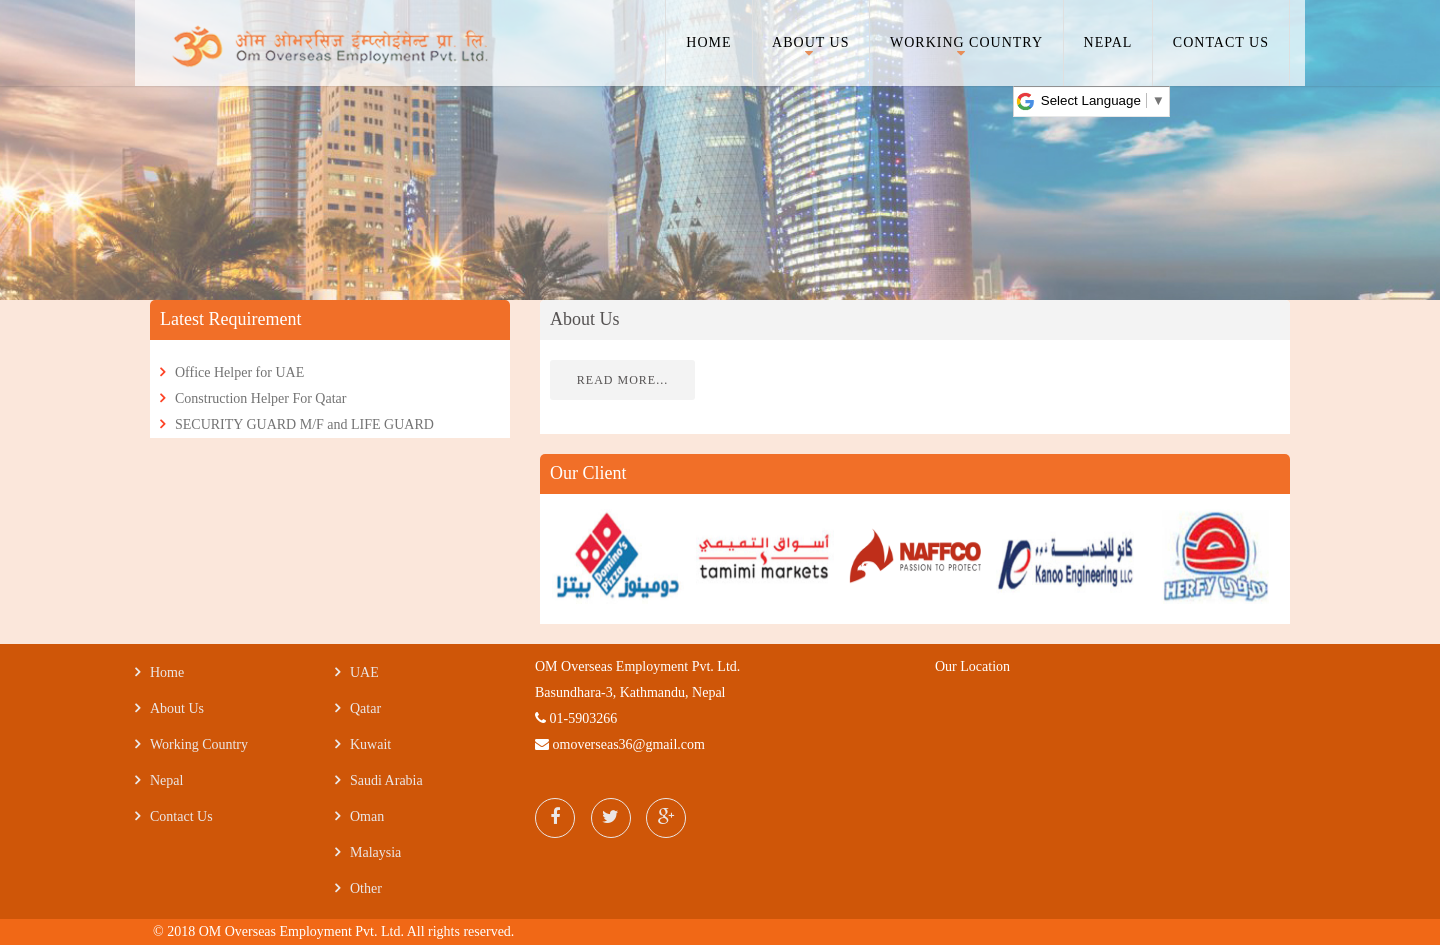 ओम ओभरसिज इम्प्लोइमेन्ट प्रा. लि.
Om Overseas Employment Pvt. Ltd.
HOME
ABOUT US
WORKING COUNTRY
NEPAL
CONTACT US
Select Language ▼
Latest Requirement
Office Helper for UAE
Construction Helper For Qatar
SECURITY GUARD M/F and LIFE GUARD
About Us
READ MORE...
Our Client
Domino's
Pizza
دومينوز بيتزا
أسواق التميمي
tamimi markets
NAFFCO
PASSION TO PROTECT
كانو للهندسة ذ.م.م
Kanoo Engineering LLC
هرفي
HERFY
Home
About Us
Working Country
Nepal
Contact Us
UAE
Qatar
Kuwait
Saudi Arabia
Oman
Malaysia
Other
OM Overseas Employment Pvt. Ltd.
Basundhara-3, Kathmandu, Nepal
01-5903266
omoverseas36@gmail.com
Our Location
© 2018 OM Overseas Employment Pvt. Ltd. All rights reserved.